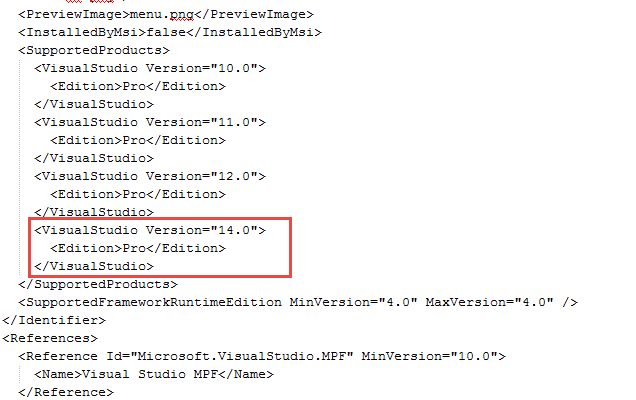 <PreviewImage>menu.png</PreviewImage>
<InstalledByMsi>false</InstalledByMsi>
<SupportedProducts>
<VisualStudio Version="10.0">
<Edition>Pro</Edition>
</VisualStudio>
<VisualStudio Version="11.0">
<Edition>Pro</Edition>
</VisualStudio>
<VisualStudio Version="12.0">
<Edition>Pro</Edition>
</VisualStudio>
<VisualStudio Version="14.0">
<Edition>Pro</Edition>
</VisualStudio>
</SupportedProducts>
<SupportedFrameworkRuntimeEdition MinVersion="4.0" MaxVersion="4.0" />
</Identifier>
<References>
<Reference Id="Microsoft.VisualStudio.MPF" MinVersion="10.0">
<Name>Visual Studio MPF</Name>
</Reference>